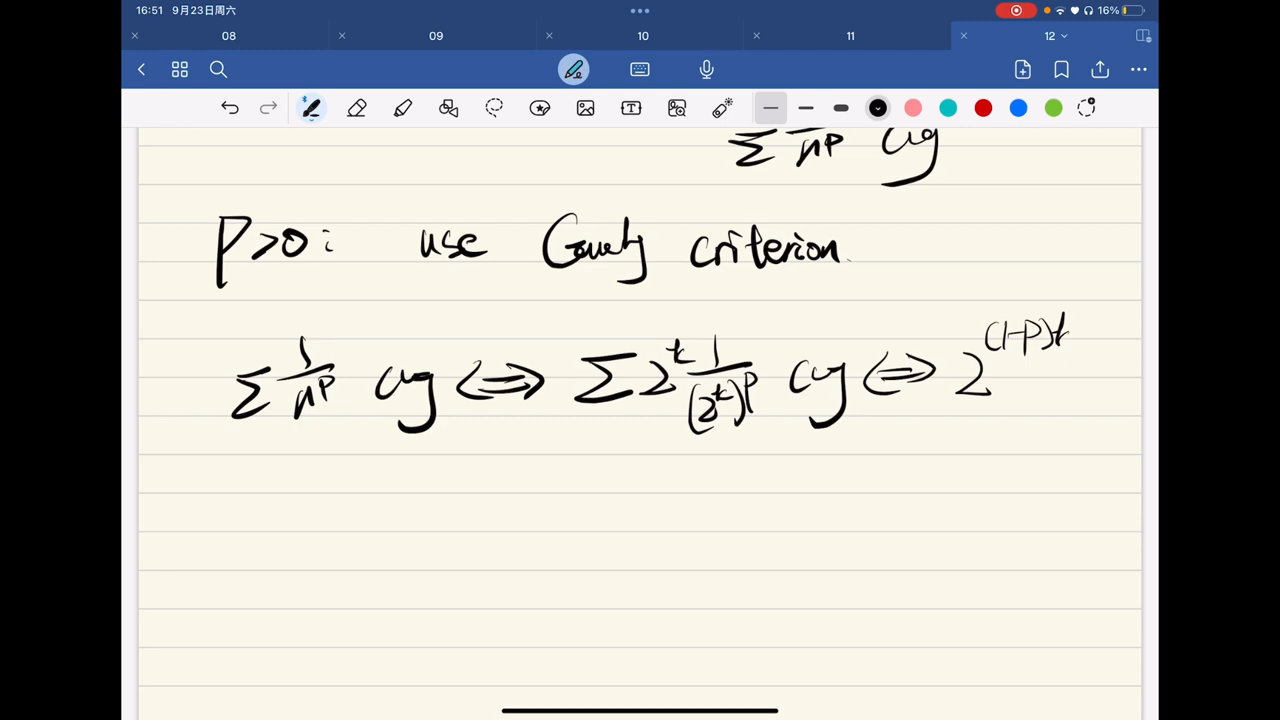 16:51 9月23日周六
16%
08 09 10 11 12
Σ 1/n^p cvg
P>0: use Cauchy criterion.
Σ 1/n^p cvg ⟺ Σ 2^k 1/(2^k)^p cvg ⟺ 2^(1-p)k